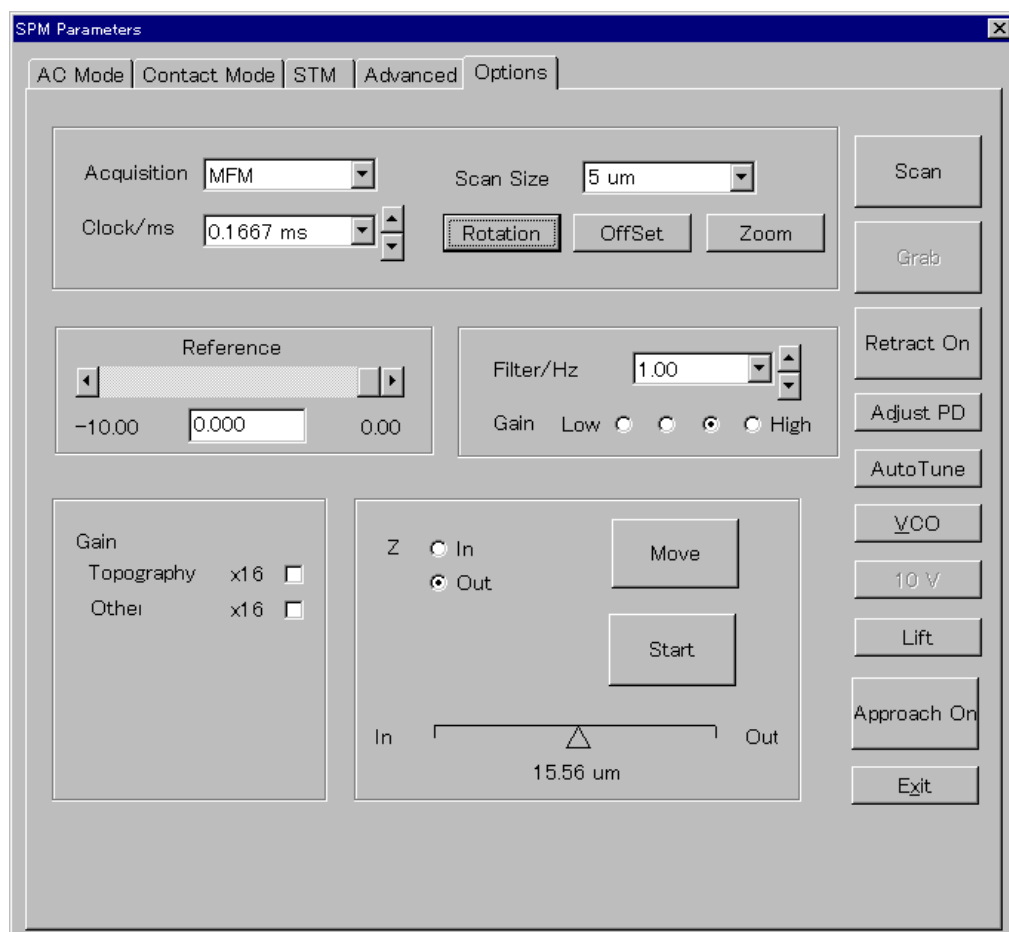 SPM Parameters
AC Mode Contact Mode STM Advanced Options
Acquisition MFM
Clock/ms 0.1667 ms
Scan Size 5 um
Rotation OffSet Zoom
Reference
-10.00 0.000 0.00
Filter/Hz 1.00
Gain Low High
Gain
Topography x16
Other x16
Z In
Out
Move
Start
In Out
15.56 um
Scan
Grab
Retract On
Adjust PD
AutoTune
VCO
10 V
Lift
Approach On
Exit